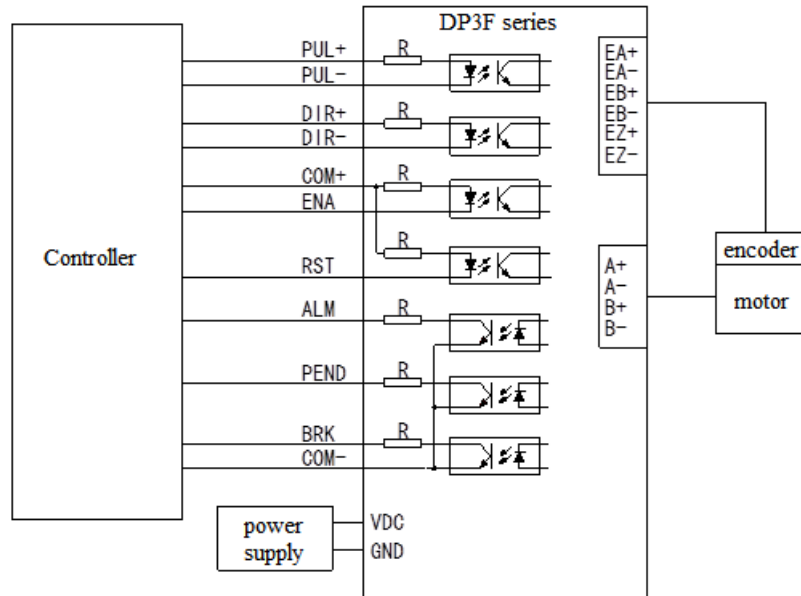 DP3F series
PUL+
R
PUL-
DIR+
R
DIR-
COM+
R
ENA
R
RST
ALM
R
PEND
R
BRK
R
COM-
Controller
EA+
EA-
EB+
EB-
EZ+
EZ-
A+
A-
B+
B-
encoder
motor
power
supply
VDC
GND